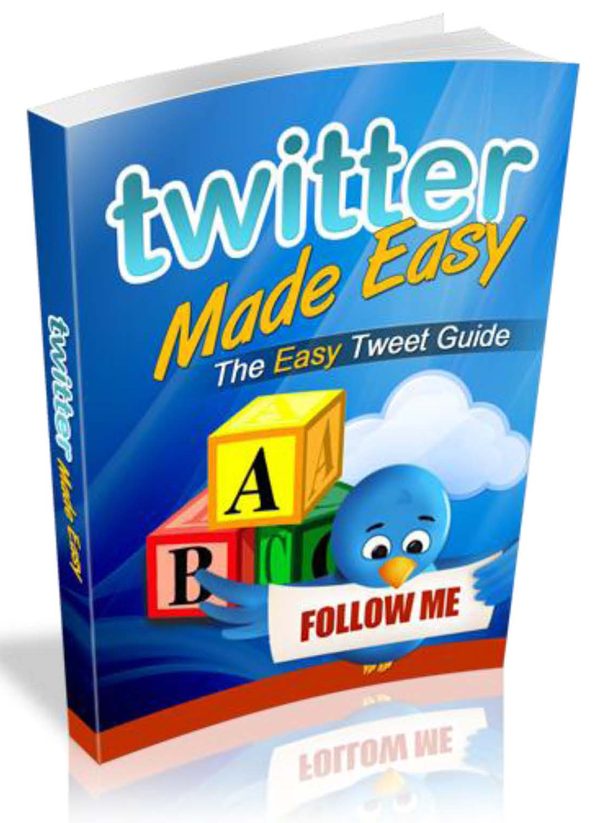 twitter
Made Easy
The Easy Tweet Guide
A
A
B
C
C
FOLLOW ME
twitter Made Easy
FOLLOW ME